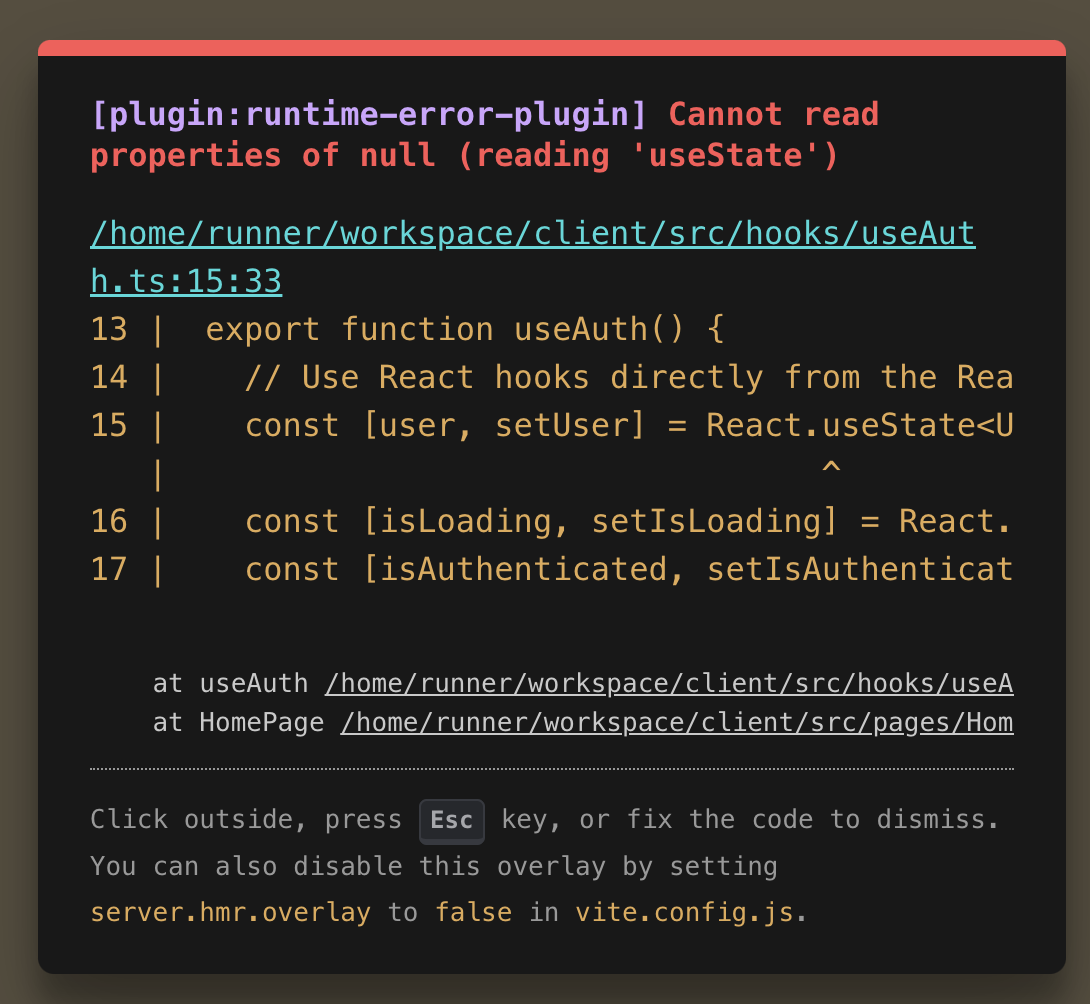 [plugin:runtime-error-plugin] Cannot read
properties of null (reading 'useState')
/home/runner/workspace/client/src/hooks/useAut
h.ts:15:33
13 |  export function useAuth() {
14 |    // Use React hooks directly from the Rea
15 |    const [user, setUser] = React.useState<U
   |                                  ^
16 |    const [isLoading, setIsLoading] = React.
17 |    const [isAuthenticated, setIsAuthenticat
at useAuth /home/runner/workspace/client/src/hooks/useA
at HomePage /home/runner/workspace/client/src/pages/Hom
Click outside, press Esc key, or fix the code to dismiss.
You can also disable this overlay by setting
server.hmr.overlay to false in vite.config.js.